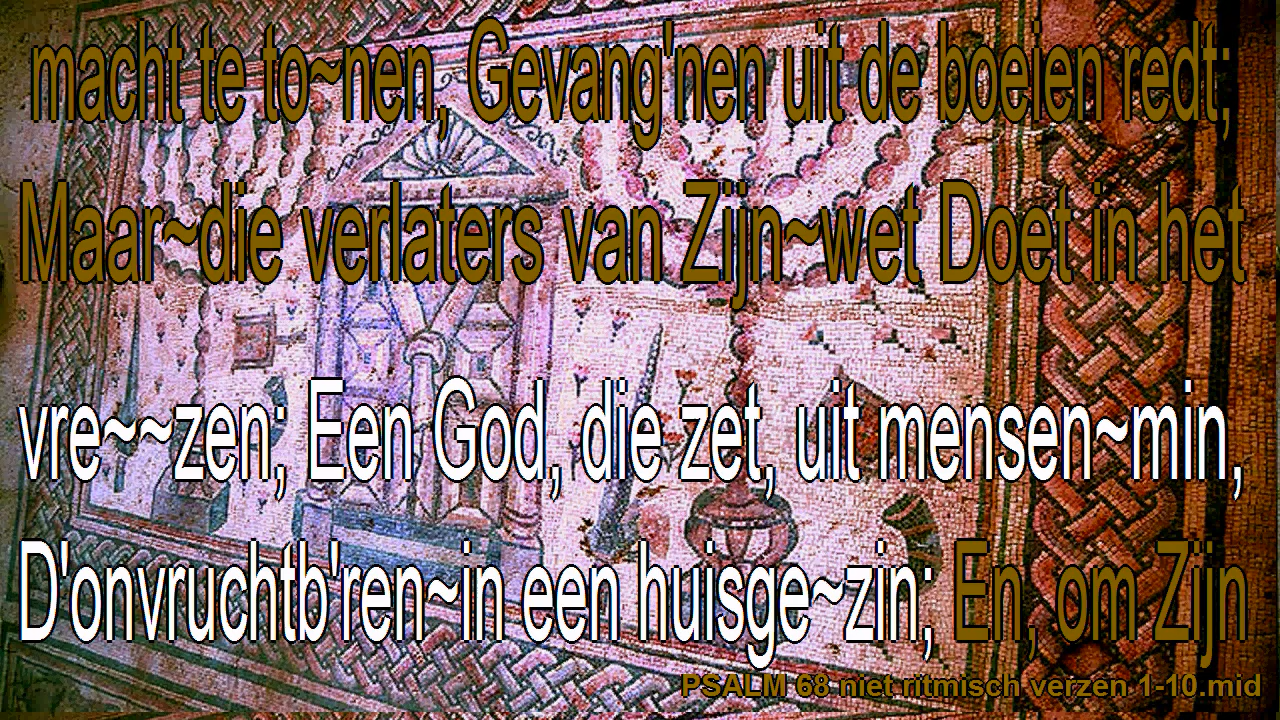 macht te to~nen, Gevang'nen uit de boeien redt;
Maar~die verlaters van Zijn~wet Doet in het
vre~~zen; Een God, die zet, uit mensen~min,
D'onvruchtb'ren~in een huisge~zin; En, om Zijn
PSALM 68 niet ritmisch verzen 1-10.mid